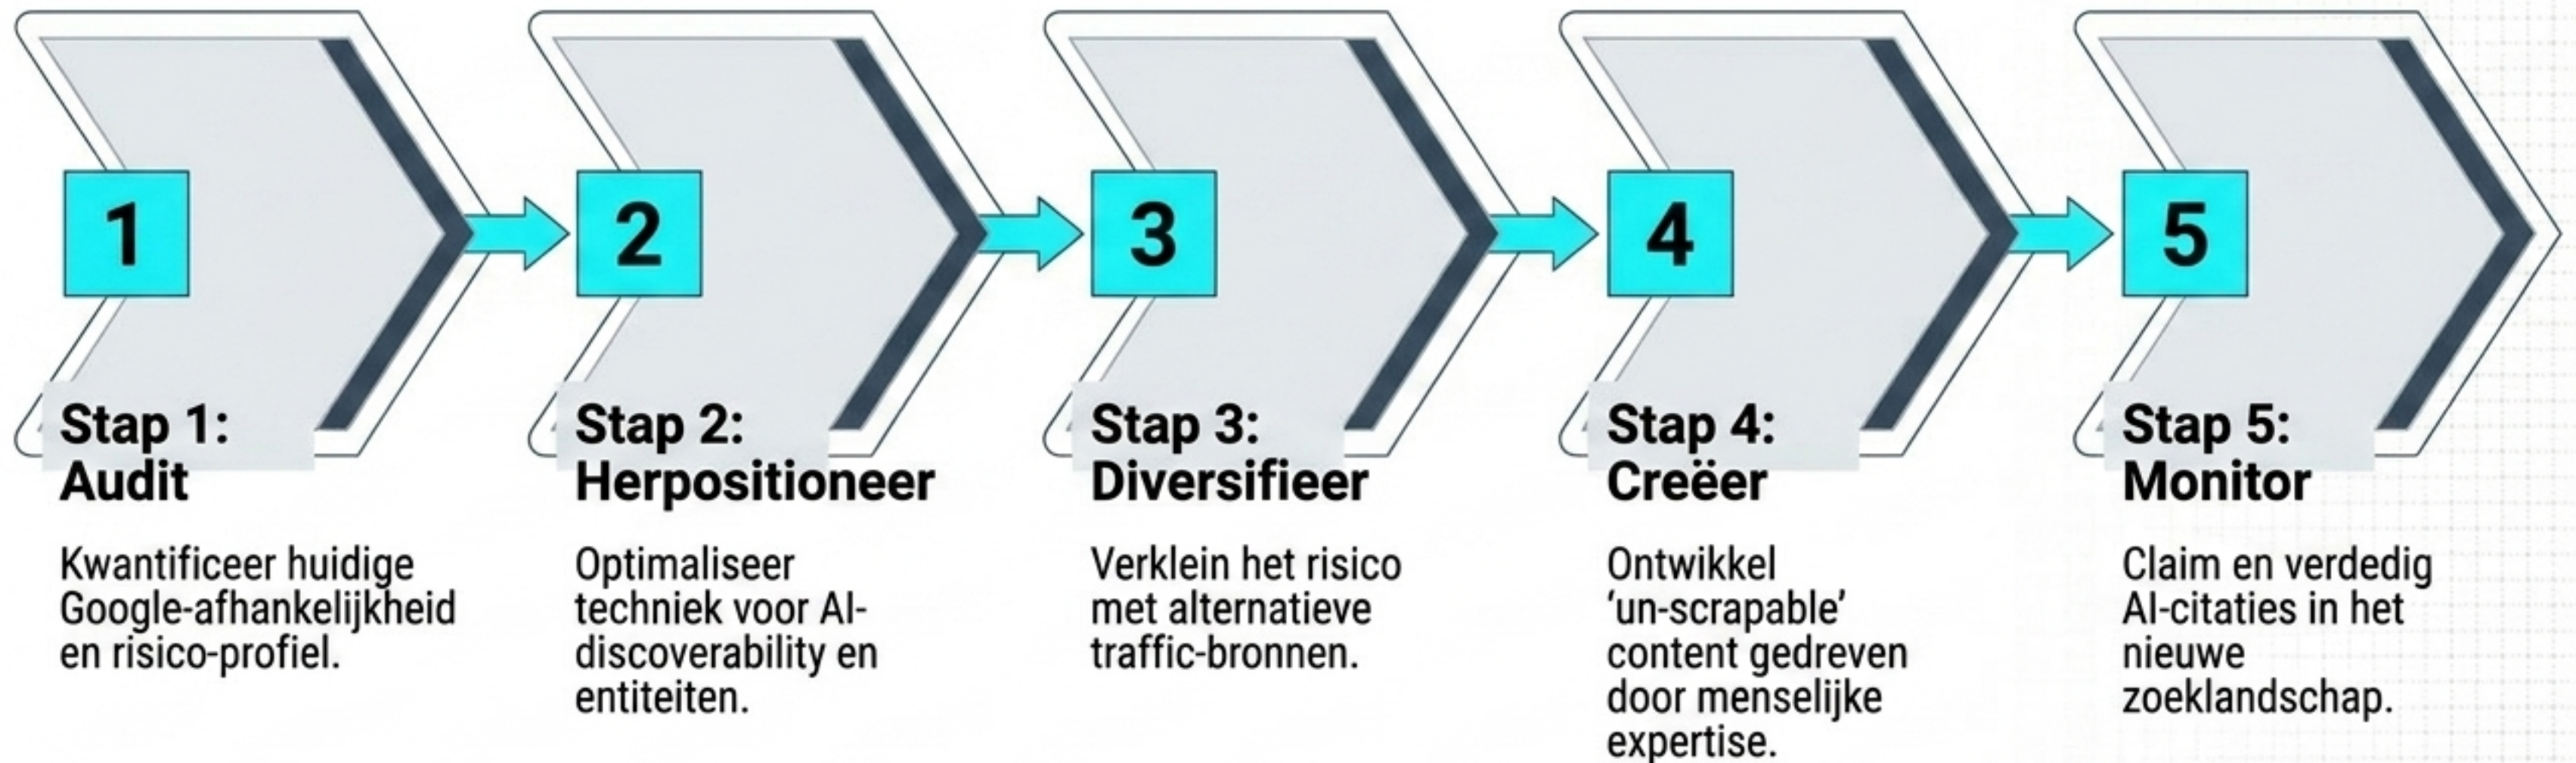 1
2
3
4
5
Stap 1:
Audit
Kwantificeer huidige
Google-afhankelijkheid
en risico-profiel.
Stap 2:
Herpositioneer
Optimaliseer
techniek voor AI-
discoverability en
entiteiten.
Stap 3:
Diversifieer
Verklein het risico
met alternatieve
traffic-bronnen.
Stap 4:
Creëer
Ontwikkel
‘un-scrapable’
content gedreven
door menselijke
expertise.
Stap 5:
Monitor
Claim en verdedig
AI-citaties in het
nieuwe
zoeklandschap.